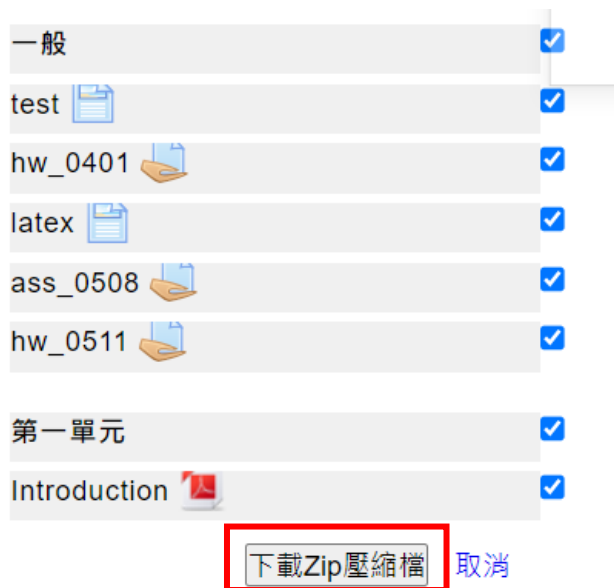 一般
test
hw_0401
latex
ass_0508
hw_0511
第一單元
Introduction
下載Zip壓縮檔 取消